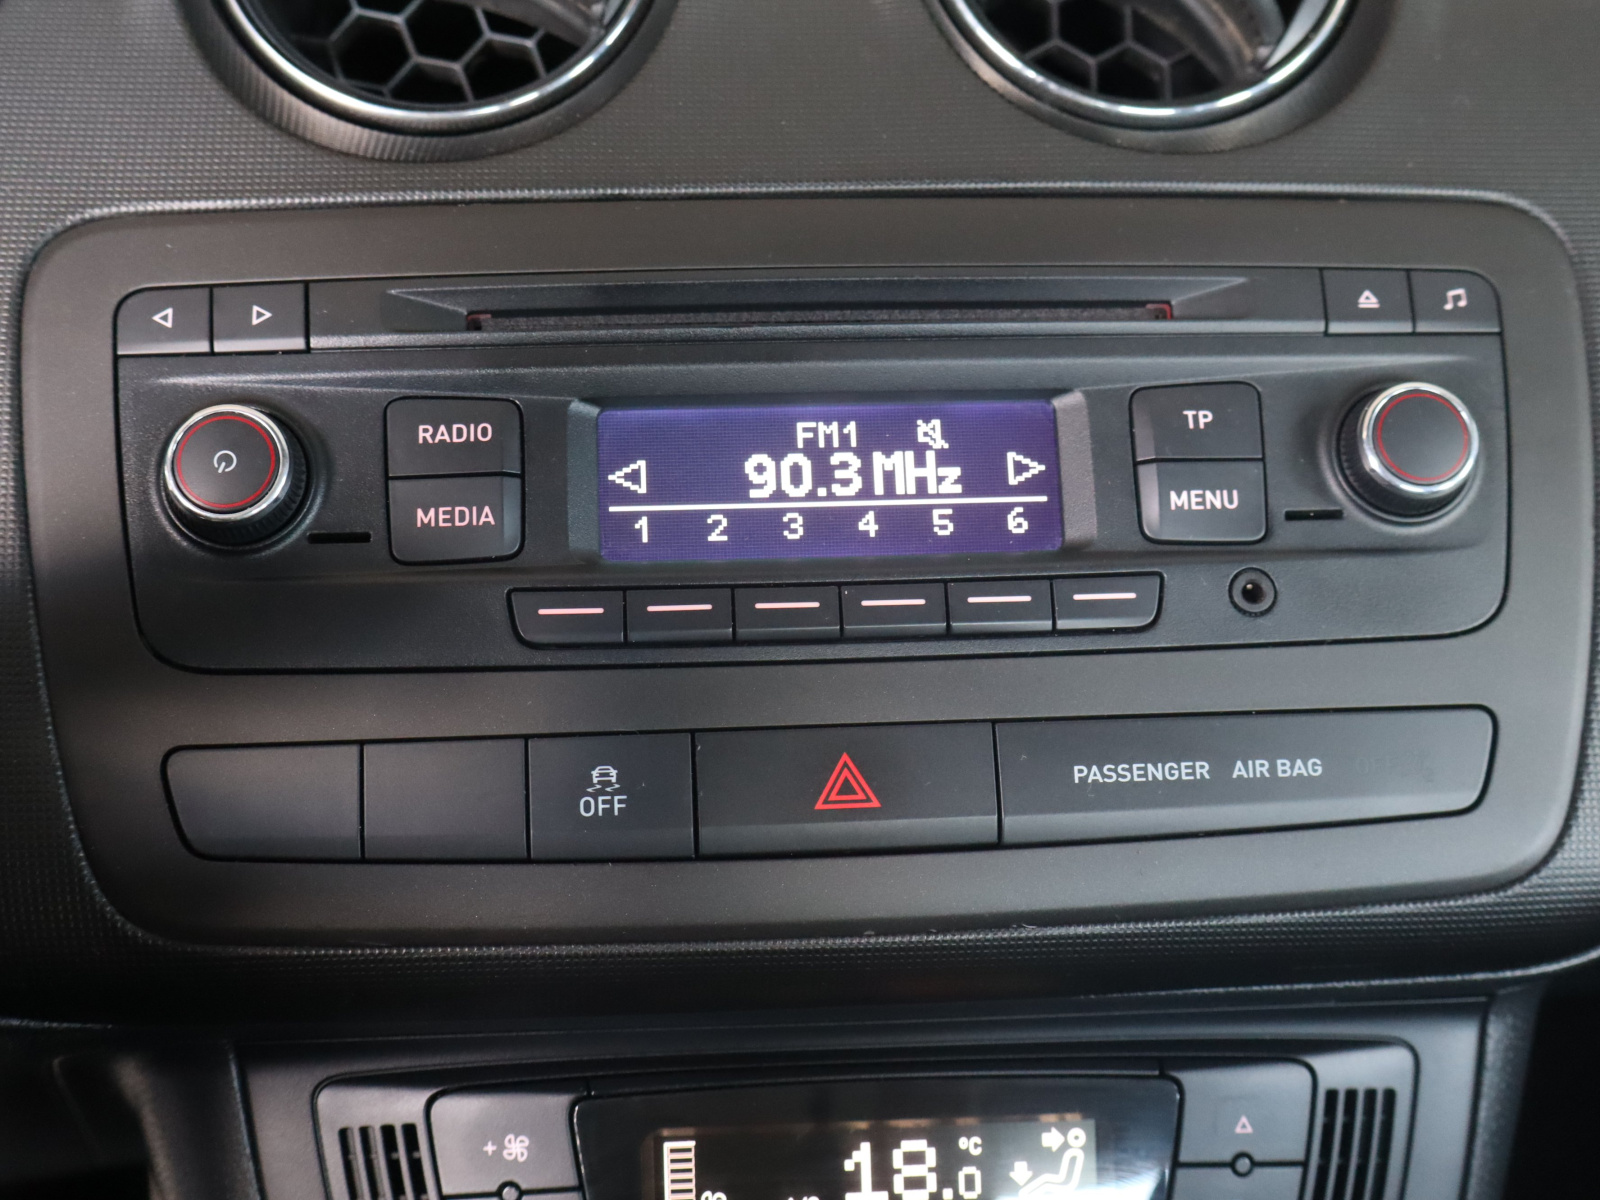 RADIO
MEDIA
FM1
90.3 MHz
1 2 3 4 5 6
TP
MENU
OFF
PASSENGER AIR BAG
+
18.0 °C